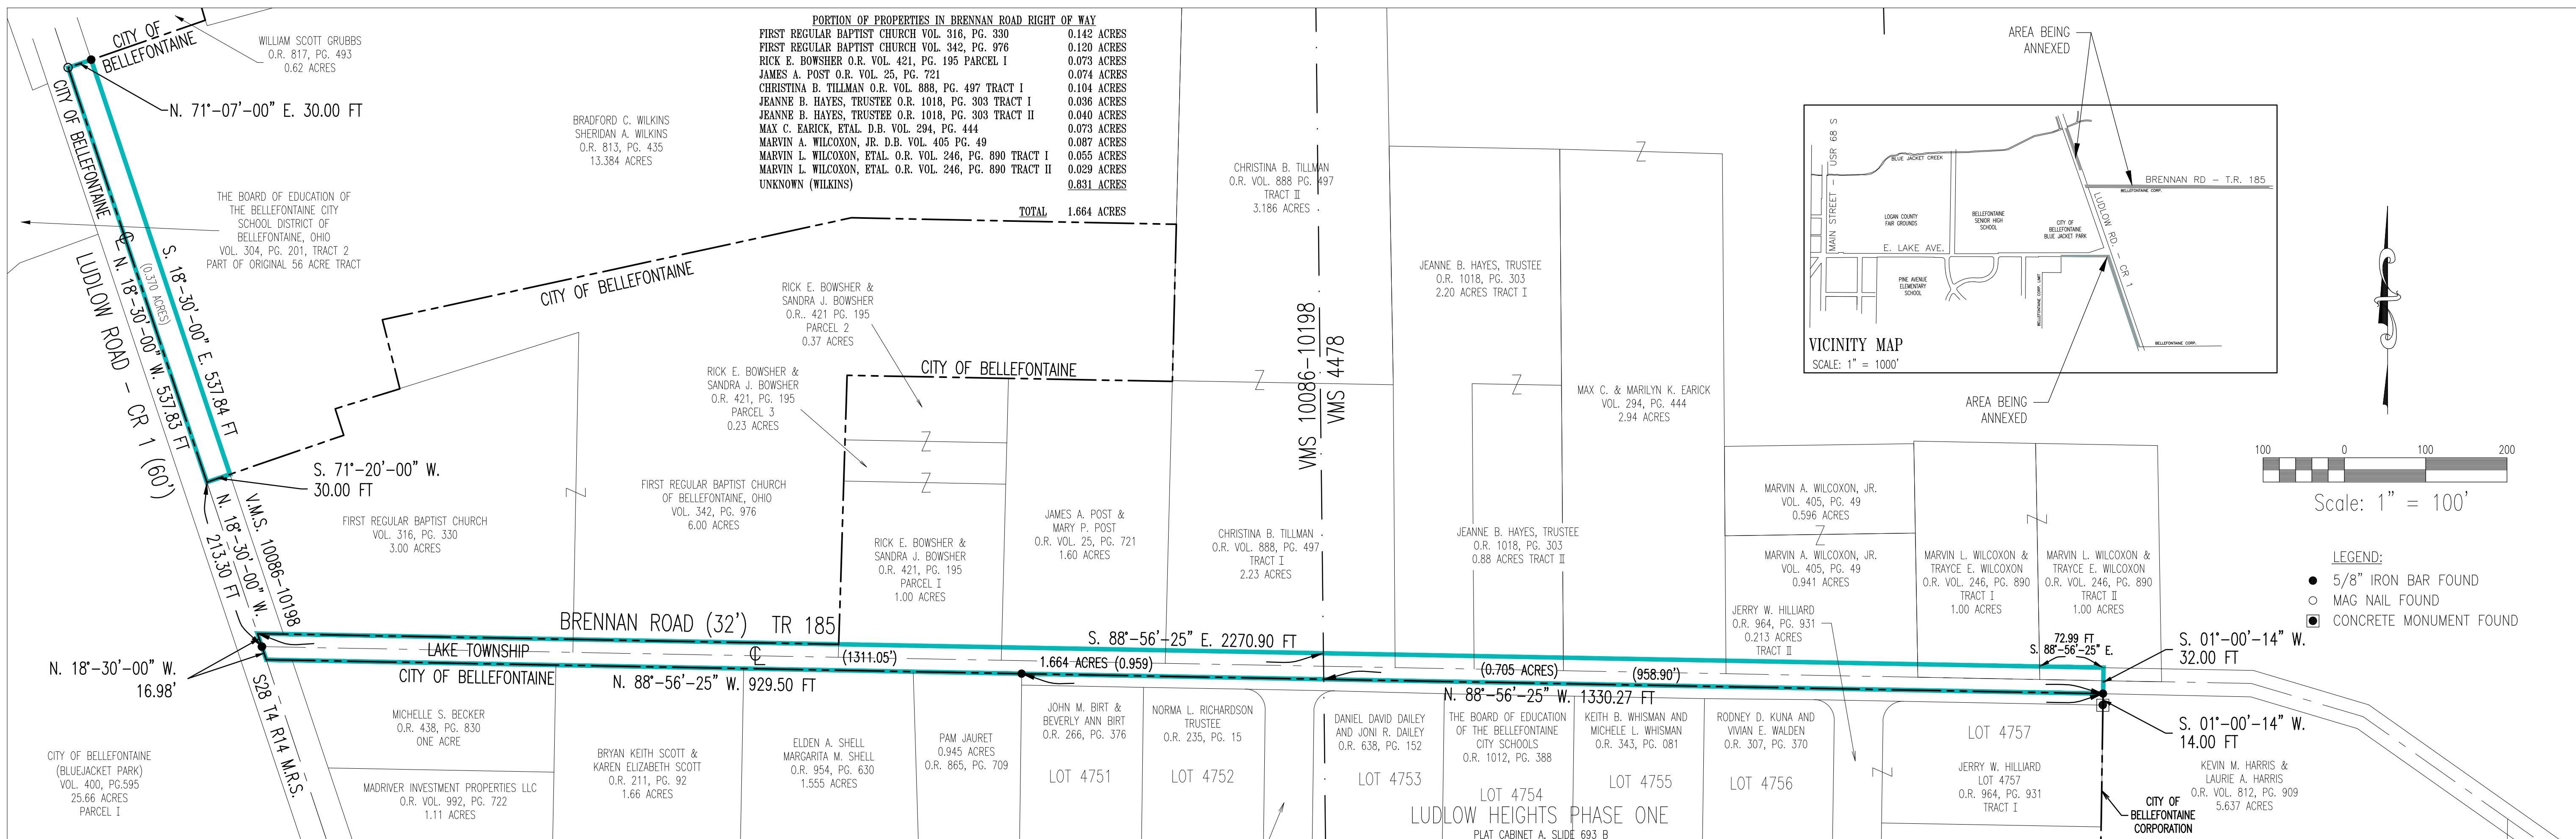 CITY OF
BELLEFONTAINE
WILLIAM SCOTT GRUBBS
O.R. 817, PG. 493
0.62 ACRES
N. 71°-07'-00" E. 30.00 FT
CITY OF BELLEFONTAINE
THE BOARD OF EDUCATION OF
THE BELLEFONTAINE CITY
SCHOOL DISTRICT OF
BELLEFONTAINE, OHIO
VOL. 304, PG. 201, TRACT 2
PART OF ORIGINAL 56 ACRE TRACT
BRADFORD C. WILKINS
SHERIDAN A. WILKINS
O.R. 813, PG. 435
13.384 ACRES
PORTION OF PROPERTIES IN BRENNAN ROAD RIGHT OF WAY
FIRST REGULAR BAPTIST CHURCH VOL. 316, PG. 330 0.142 ACRES
FIRST REGULAR BAPTIST CHURCH VOL. 342, PG. 976 0.120 ACRES
RICK E. BOWSHER O.R. VOL. 421, PG. 195 PARCEL I 0.073 ACRES
JAMES A. POST O.R. VOL. 25, PG. 721 0.074 ACRES
CHRISTINA B. TILLMAN O.R. VOL. 888, PG. 497 TRACT I 0.104 ACRES
JEANNE B. HAYES, TRUSTEE O.R. 1018, PG. 303 TRACT I 0.036 ACRES
JEANNE B. HAYES, TRUSTEE O.R. 1018, PG. 303 TRACT II 0.040 ACRES
MAX C. EARICK, ETAL. D.B. VOL. 294, PG. 444 0.073 ACRES
MARVIN A. WILCOXON, JR. D.B. VOL. 405 PG. 49 0.087 ACRES
MARVIN L. WILCOXON, ETAL. O.R. VOL. 246, PG. 890 TRACT I 0.055 ACRES
MARVIN L. WILCOXON, ETAL. O.R. VOL. 246, PG. 890 TRACT II 0.029 ACRES
UNKNOWN (WILKINS) 0.831 ACRES
TOTAL 1.664 ACRES
CHRISTINA B. TILLMAN
O.R. VOL. 888 PG. 497
TRACT II
3.186 ACRES
AREA BEING
ANNEXED
MAIN STREET - USR 68 S
BLUE JACKET CREEK
BRENNAN RD - T.R. 185
BELLEFONTAINE CORP.
LOGAN COUNTY
FAIR GROUNDS
BELLEFONTAINE
SENIOR HIGH
SCHOOL
CITY OF
BELLEFONTAINE
BLUE JACKET PARK
LUDLOW RD. - CR 1
E. LAKE AVE.
PINE AVENUE
ELEMENTARY
SCHOOL
BELLEFONTAINE CORP. LIMIT
BELLEFONTAINE CORP.
VICINITY MAP
SCALE: 1" = 1000'
AREA BEING
ANNEXED
LUDLOW ROAD - CR 1 (60')
N. 18°-30'-00" W. 537.83 FT
(0.370 ACRES)
S. 18°-30'-00" E. 537.84 FT
CITY OF BELLEFONTAINE
S. 71°-20'-00" W.
30.00 FT
FIRST REGULAR BAPTIST CHURCH
VOL. 316, PG. 330
3.00 ACRES
RICK E. BOWSHER &
SANDRA J. BOWSHER
O.R.. 421 PG. 195
PARCEL 2
0.37 ACRES
RICK E. BOWSHER &
SANDRA J. BOWSHER
O.R. 421, PG. 195
PARCEL 3
0.23 ACRES
CITY OF BELLEFONTAINE
FIRST REGULAR BAPTIST CHURCH
OF BELLEFONTAINE, OHIO
VOL. 342, PG. 976
6.00 ACRES
RICK E. BOWSHER &
SANDRA J. BOWSHER
O.R. 421, PG. 195
PARCEL I
1.00 ACRES
JAMES A. POST &
MARY P. POST
O.R. VOL. 25, PG. 721
1.60 ACRES
CHRISTINA B. TILLMAN
O.R. VOL. 888, PG. 497
TRACT I
2.23 ACRES
VMS 10086-10198
VMS 4478
JEANNE B. HAYES, TRUSTEE
O.R. 1018, PG. 303
2.20 ACRES TRACT I
JEANNE B. HAYES, TRUSTEE
O.R. 1018, PG. 303
0.88 ACRES TRACT II
MAX C. & MARILYN K. EARICK
VOL. 294, PG. 444
2.94 ACRES
MARVIN A. WILCOXON, JR.
VOL. 405, PG. 49
0.596 ACRES
MARVIN A. WILCOXON, JR.
VOL. 405, PG. 49
0.941 ACRES
JERRY W. HILLIARD
O.R. 964, PG. 931
0.213 ACRES
TRACT II
MARVIN L. WILCOXON &
TRAYCE E. WILCOXON
O.R. VOL. 246, PG. 890
TRACT I
1.00 ACRES
MARVIN L. WILCOXON &
TRAYCE E. WILCOXON
O.R. VOL. 246, PG. 890
TRACT II
1.00 ACRES
100 0 100 200
Scale: 1" = 100'
LEGEND:
5/8" IRON BAR FOUND
MAG NAIL FOUND
CONCRETE MONUMENT FOUND
N. 18°-30'-00" W.
213.30 FT
V.M.S. 10086-10198
N. 18°-30'-00" W.
16.98'
S28 T4 R14 M.R.S.
BRENNAN ROAD (32') TR 185
LAKE TOWNSHIP
CITY OF BELLEFONTAINE
(1311.05')
S. 88°-56'-25" E. 2270.90 FT
1.664 ACRES (0.959)
N. 88°-56'-25" W. 929.50 FT
(0.705 ACRES)
(958.90')
N. 88°-56'-25" W. 1330.27 FT
72.99 FT
S. 88°-56'-25" E.
S. 01°-00'-14" W.
32.00 FT
S. 01°-00'-14" W.
14.00 FT
CITY OF BELLEFONTAINE
(BLUEJACKET PARK)
VOL. 400, PG.595
25.66 ACRES
PARCEL I
MICHELLE S. BECKER
O.R. 438, PG. 830
ONE ACRE
MADRIVER INVESTMENT PROPERTIES LLC
O.R. VOL. 992, PG. 722
1.11 ACRES
BRYAN KEITH SCOTT &
KAREN ELIZABETH SCOTT
O.R. 211, PG. 92
1.66 ACRES
ELDEN A. SHELL
MARGARITA M. SHELL
O.R. 954, PG. 630
1.555 ACRES
PAM JAURET
0.945 ACRES
O.R. 865, PG. 709
JOHN M. BIRT &
BEVERLY ANN BIRT
O.R. 266, PG. 376
LOT 4751
NORMA L. RICHARDSON
TRUSTEE
O.R. 235, PG. 15
LOT 4752
DANIEL DAVID DAILEY
AND JONI R. DAILEY
O.R. 638, PG. 152
LOT 4753
THE BOARD OF EDUCATION
OF THE BELLEFONTAINE
CITY SCHOOLS
O.R. 1012, PG. 388
LOT 4754
KEITH B. WHISMAN AND
MICHELE L. WHISMAN
O.R. 343, PG. 081
LOT 4755
RODNEY D. KUNA AND
VIVIAN E. WALDEN
O.R. 307, PG. 370
LOT 4756
LUDLOW HEIGHTS PHASE ONE
PLAT CABINET A, SLIDE 693 B
LOT 4757
JERRY W. HILLIARD
LOT 4757
O.R. 964, PG. 931
TRACT I
CITY OF
BELLEFONTAINE
CORPORATION
KEVIN M. HARRIS &
LAURIE A. HARRIS
O.R. VOL. 812, PG. 909
5.637 ACRES